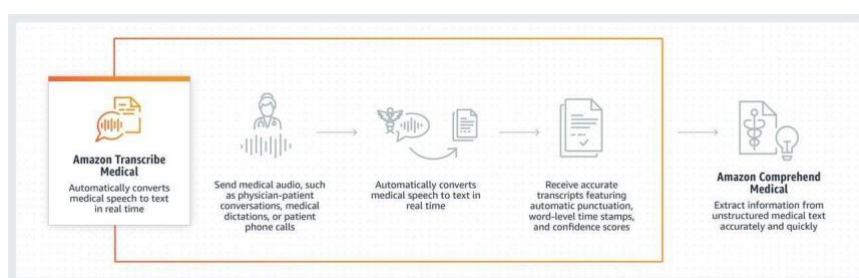 Amazon Transcribe
Medical
Automatically converts
medical speech to text
in real time
Send medical audio, such
as physician-patient
conversations, medical
dictations, or patient
phone calls
Automatically converts
medical speech to text in
real time
Receive accurate
transcripts featuring
automatic punctuation,
word-level time stamps,
and confidence scores
Amazon Comprehend
Medical
Extract information from
unstructured medical text
accurately and quickly